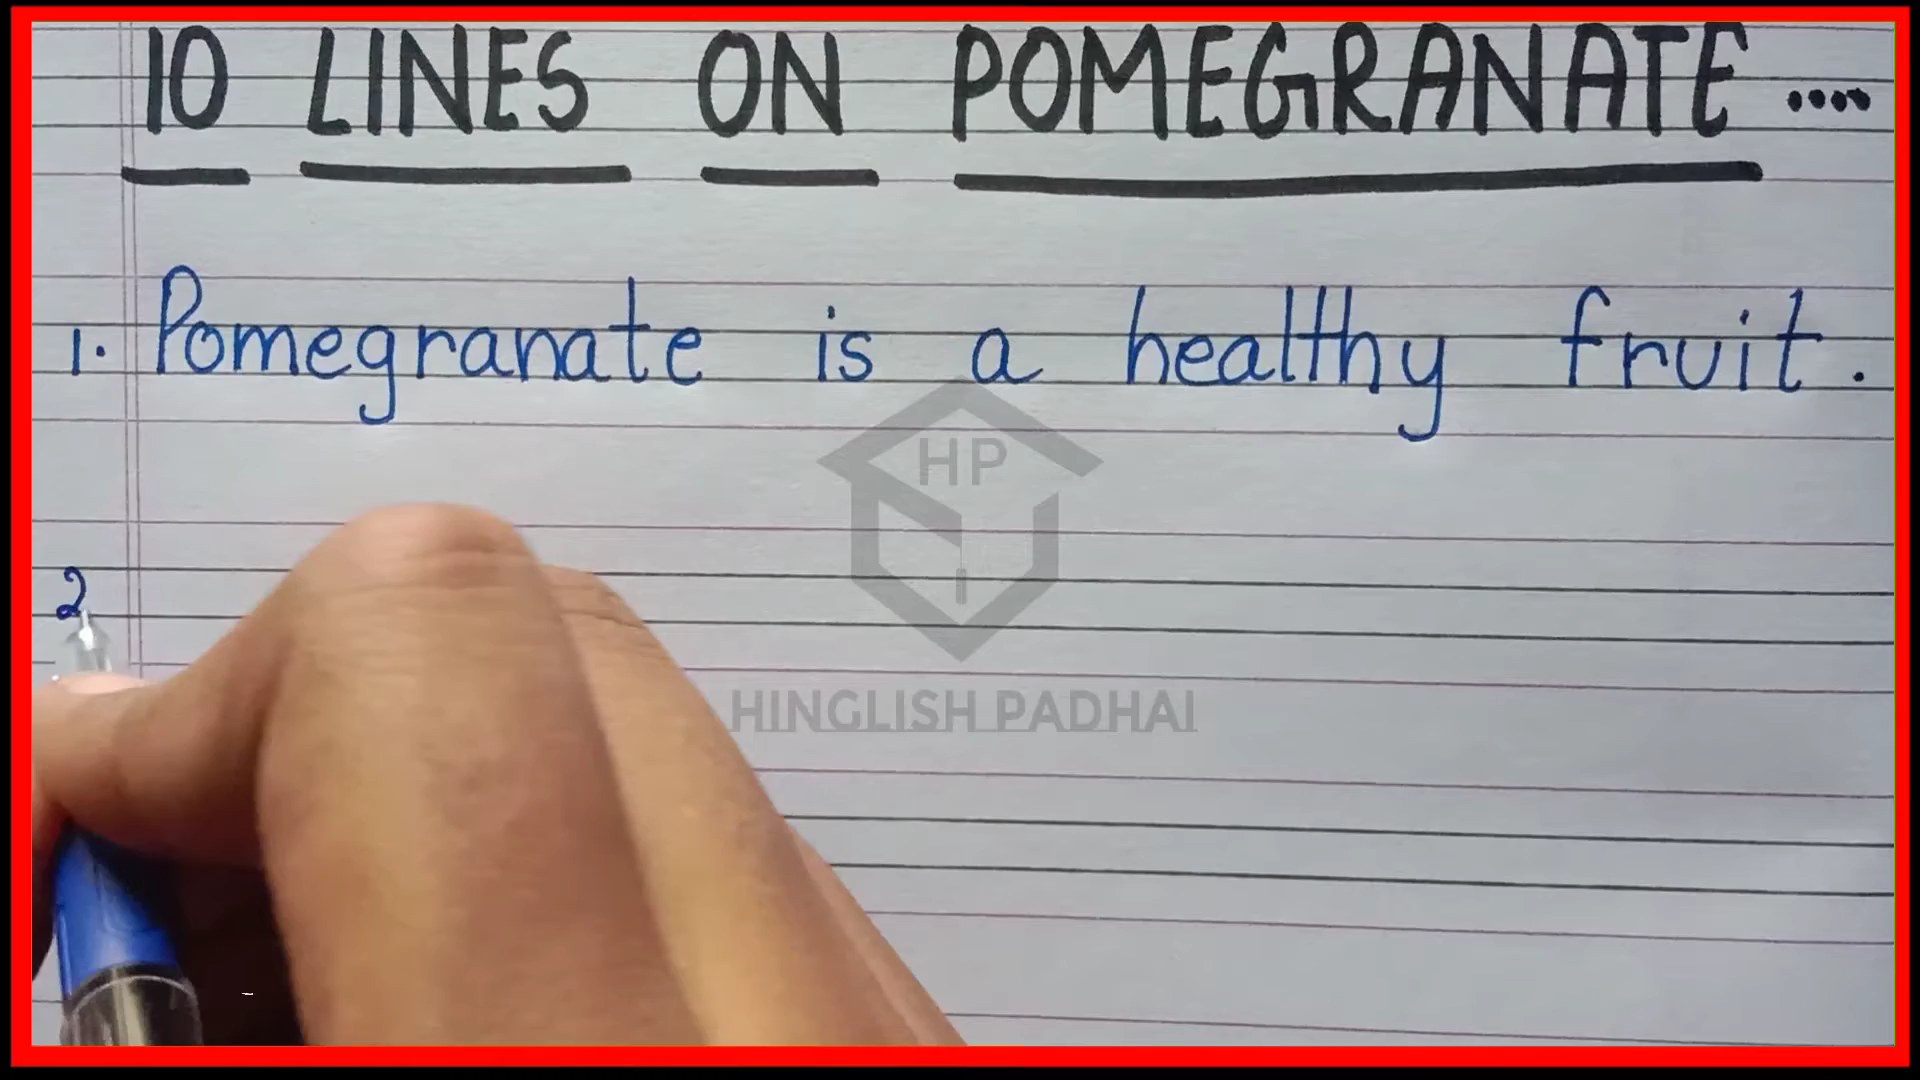 10 LINES ON POMEGRANATE....
1. Pomegranate is a healthy fruit.
HP
2
HINGLISH PADHAI